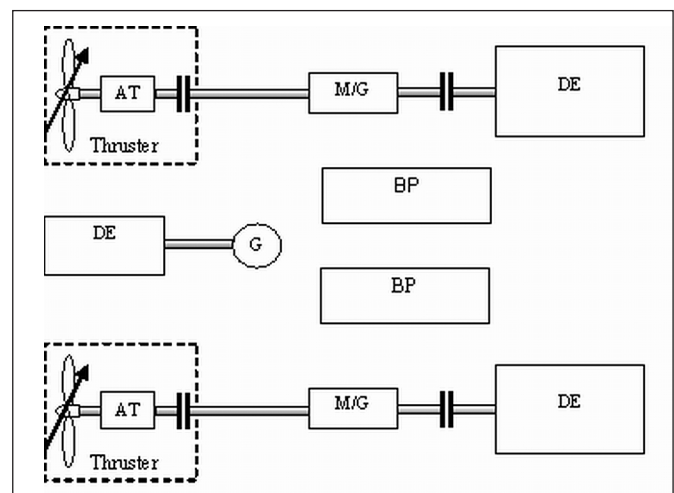 AT
M/G
DE
Thruster
BP
DE
G
BP
AT
M/G
DE
Thruster